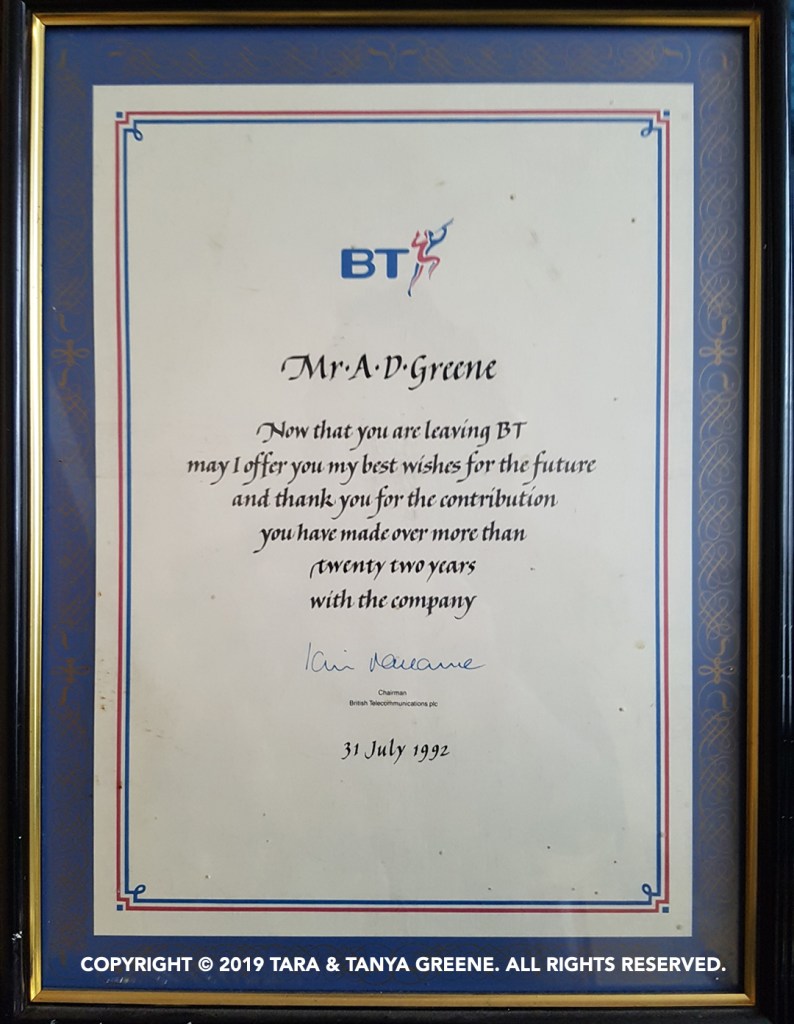 BT
Mr·A·D·Greene
Now that you are leaving BT
may I offer you my best wishes for the future
and thank you for the contribution
you have made over more than
twenty two years
with the company
Chairman
British Telecommunications plc
31 July 1992
COPYRIGHT © 2019 TARA & TANYA GREENE. ALL RIGHTS RESERVED.